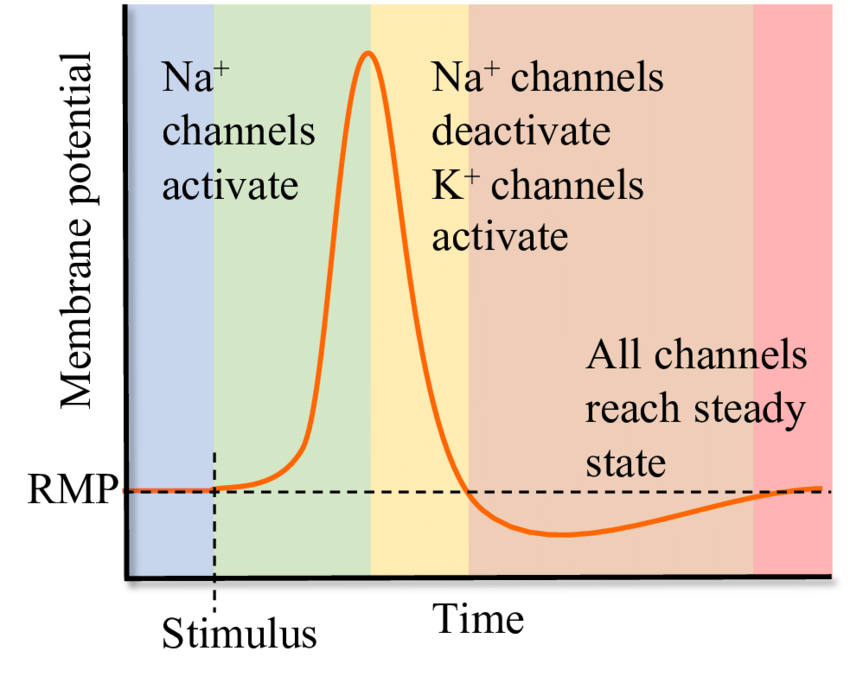 Membrane potential
Na⁺
channels
activate
Na⁺ channels
deactivate
K⁺ channels
activate
All channels
reach steady
state
RMP
Stimulus
Time